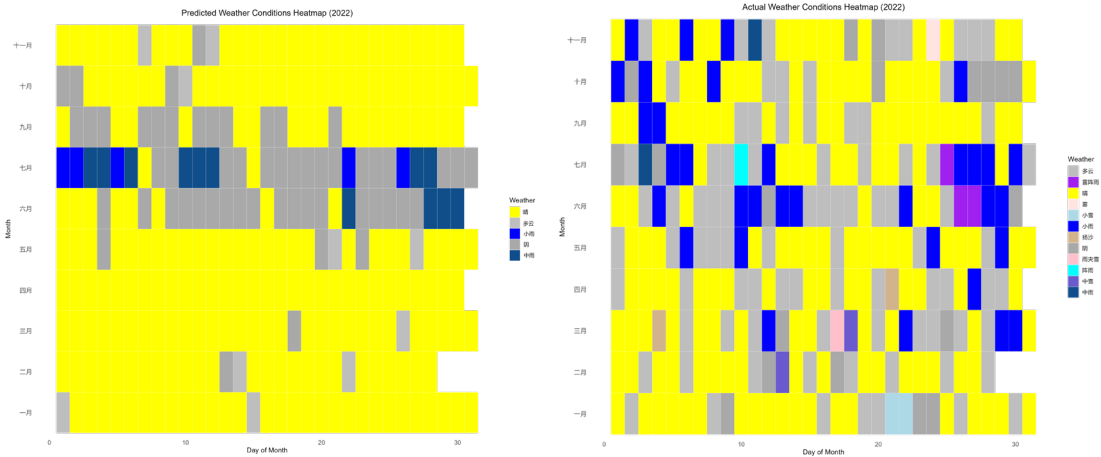 Predicted Weather Conditions Heatmap (2022)
十一月
十月
九月
七月
六月
五月
四月
三月
二月
一月
Month
0
10
20
30
Day of Month
Weather
晴
多云
小雨
阴
中雨
Actual Weather Conditions Heatmap (2022)
十一月
十月
九月
七月
六月
五月
四月
三月
二月
一月
Month
0
10
20
30
Day of Month
Weather
多云
雷阵雨
晴
雾
小雪
小雨
扬沙
阴
雨夹雪
阵雨
中雪
中雨